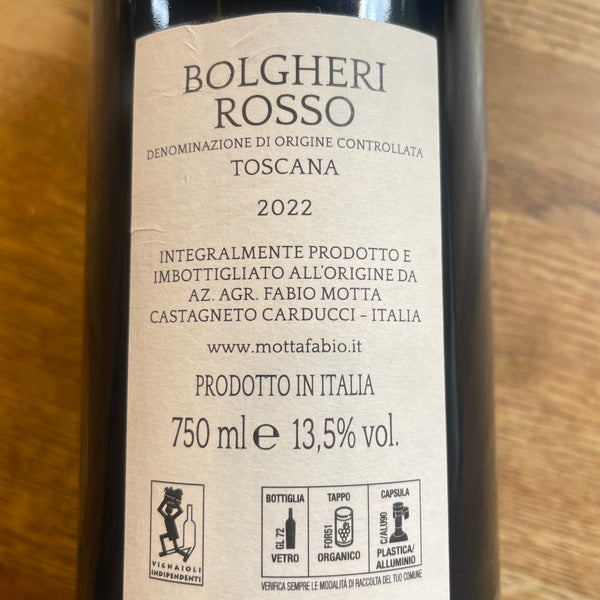 BOLGHERI
ROSSO
DENOMINAZIONE DI ORIGINE CONTROLLATA
TOSCANA
2022
INTEGRALMENTE PRODOTTO E
IMBOTTIGLIATO ALL'ORIGINE DA
AZ. AGR. FABIO MOTTA
CASTAGNETO CARDUCCI - ITALIA
www.mottafabio.it
PRODOTTO IN ITALIA
750 ml e 13,5% vol.
VIGNAIOLI
INDIPENDENTI
BOTTIGLIA
GL 72
VETRO
TAPPO
FOR51
ORGANICO
CAPSULA
C/ALU90
PLASTICA/
ALLUMINIO
VERIFICA SEMPRE LE MODALITÀ DI RACCOLTA DEL TUO COMUNE